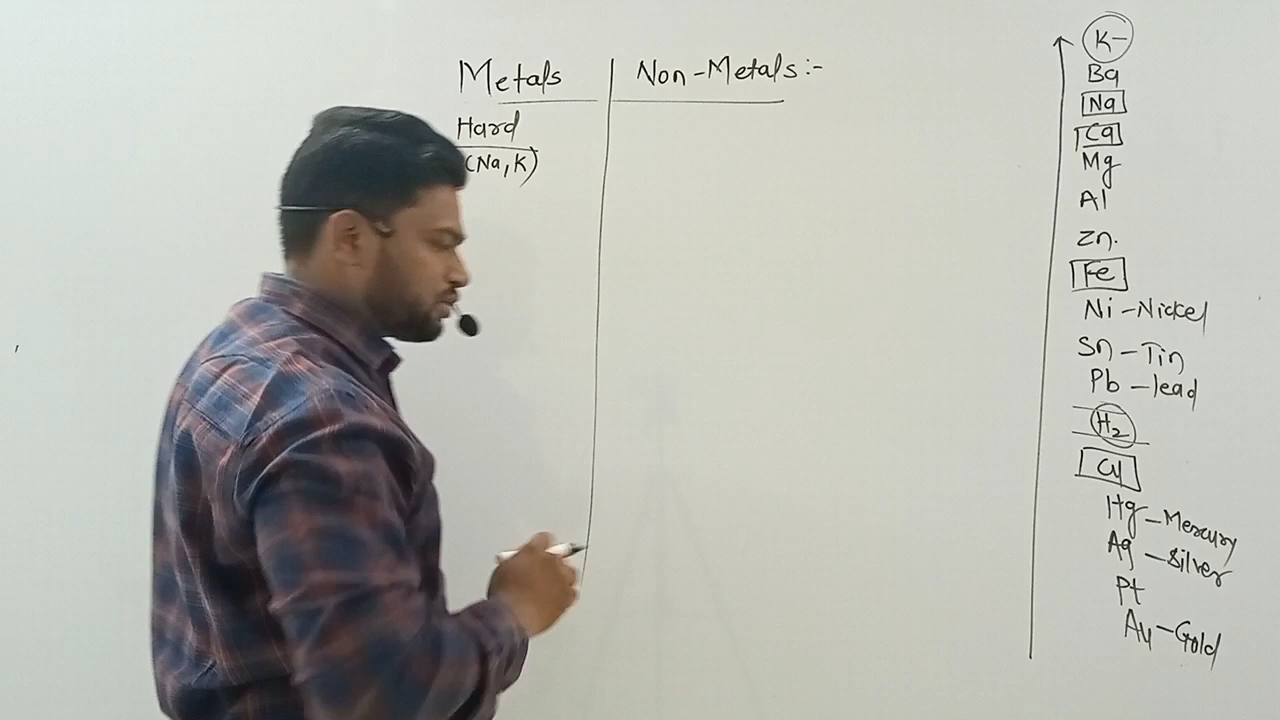 Metals
Non-Metals:-
Hard
(Na,K)
K
Ba
Na
Ca
Mg
Al
Zn.
Fe
Ni - Nickel
Sn - Tin
Pb - lead
H2
Cu
Hg - Mercury
Ag - Silver
Pt
Au - Gold